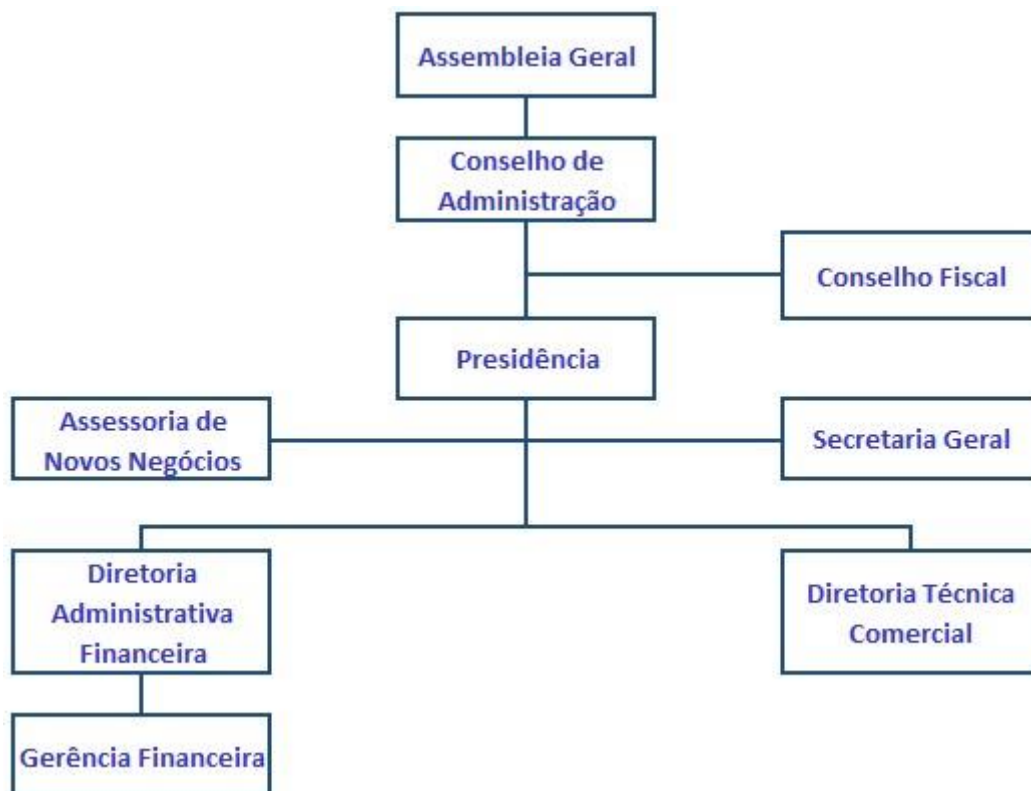 Assembleia Geral
Conselho de
Administração
Conselho Fiscal
Presidência
Assessoria de
Novos Negócios
Secretaria Geral
Diretoria
Administrativa
Financeira
Diretoria Técnica
Comercial
Gerência Financeira